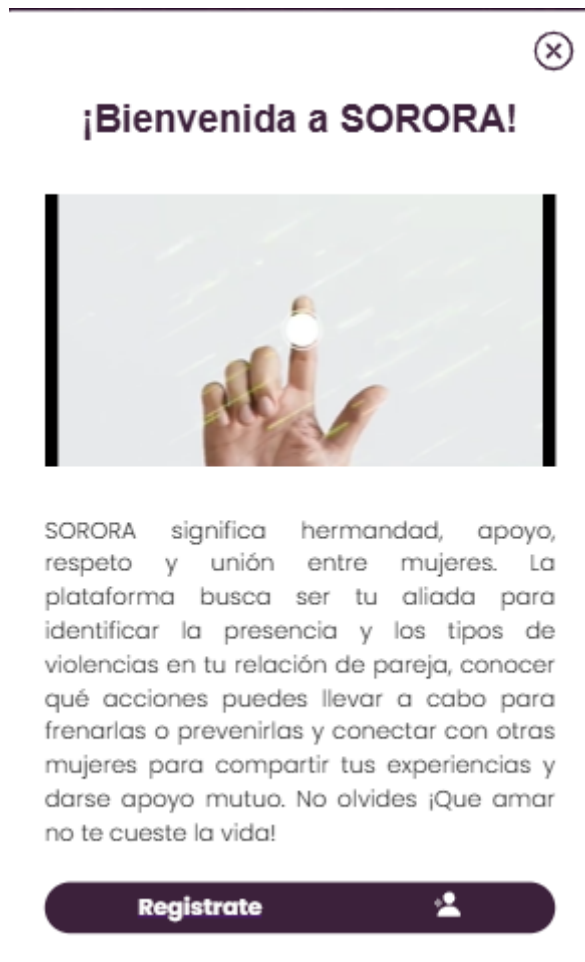 ¡Bienvenida a SORORA!
SORORA significa hermandad, apoyo,
respeto y unión entre mujeres. La
plataforma busca ser tu aliada para
identificar la presencia y los tipos de
violencias en tu relación de pareja, conocer
qué acciones puedes llevar a cabo para
frenarlas o prevenirlas y conectar con otras
mujeres para compartir tus experiencias y
darse apoyo mutuo. No olvides ¡Que amar
no te cueste la vida!
Registrate